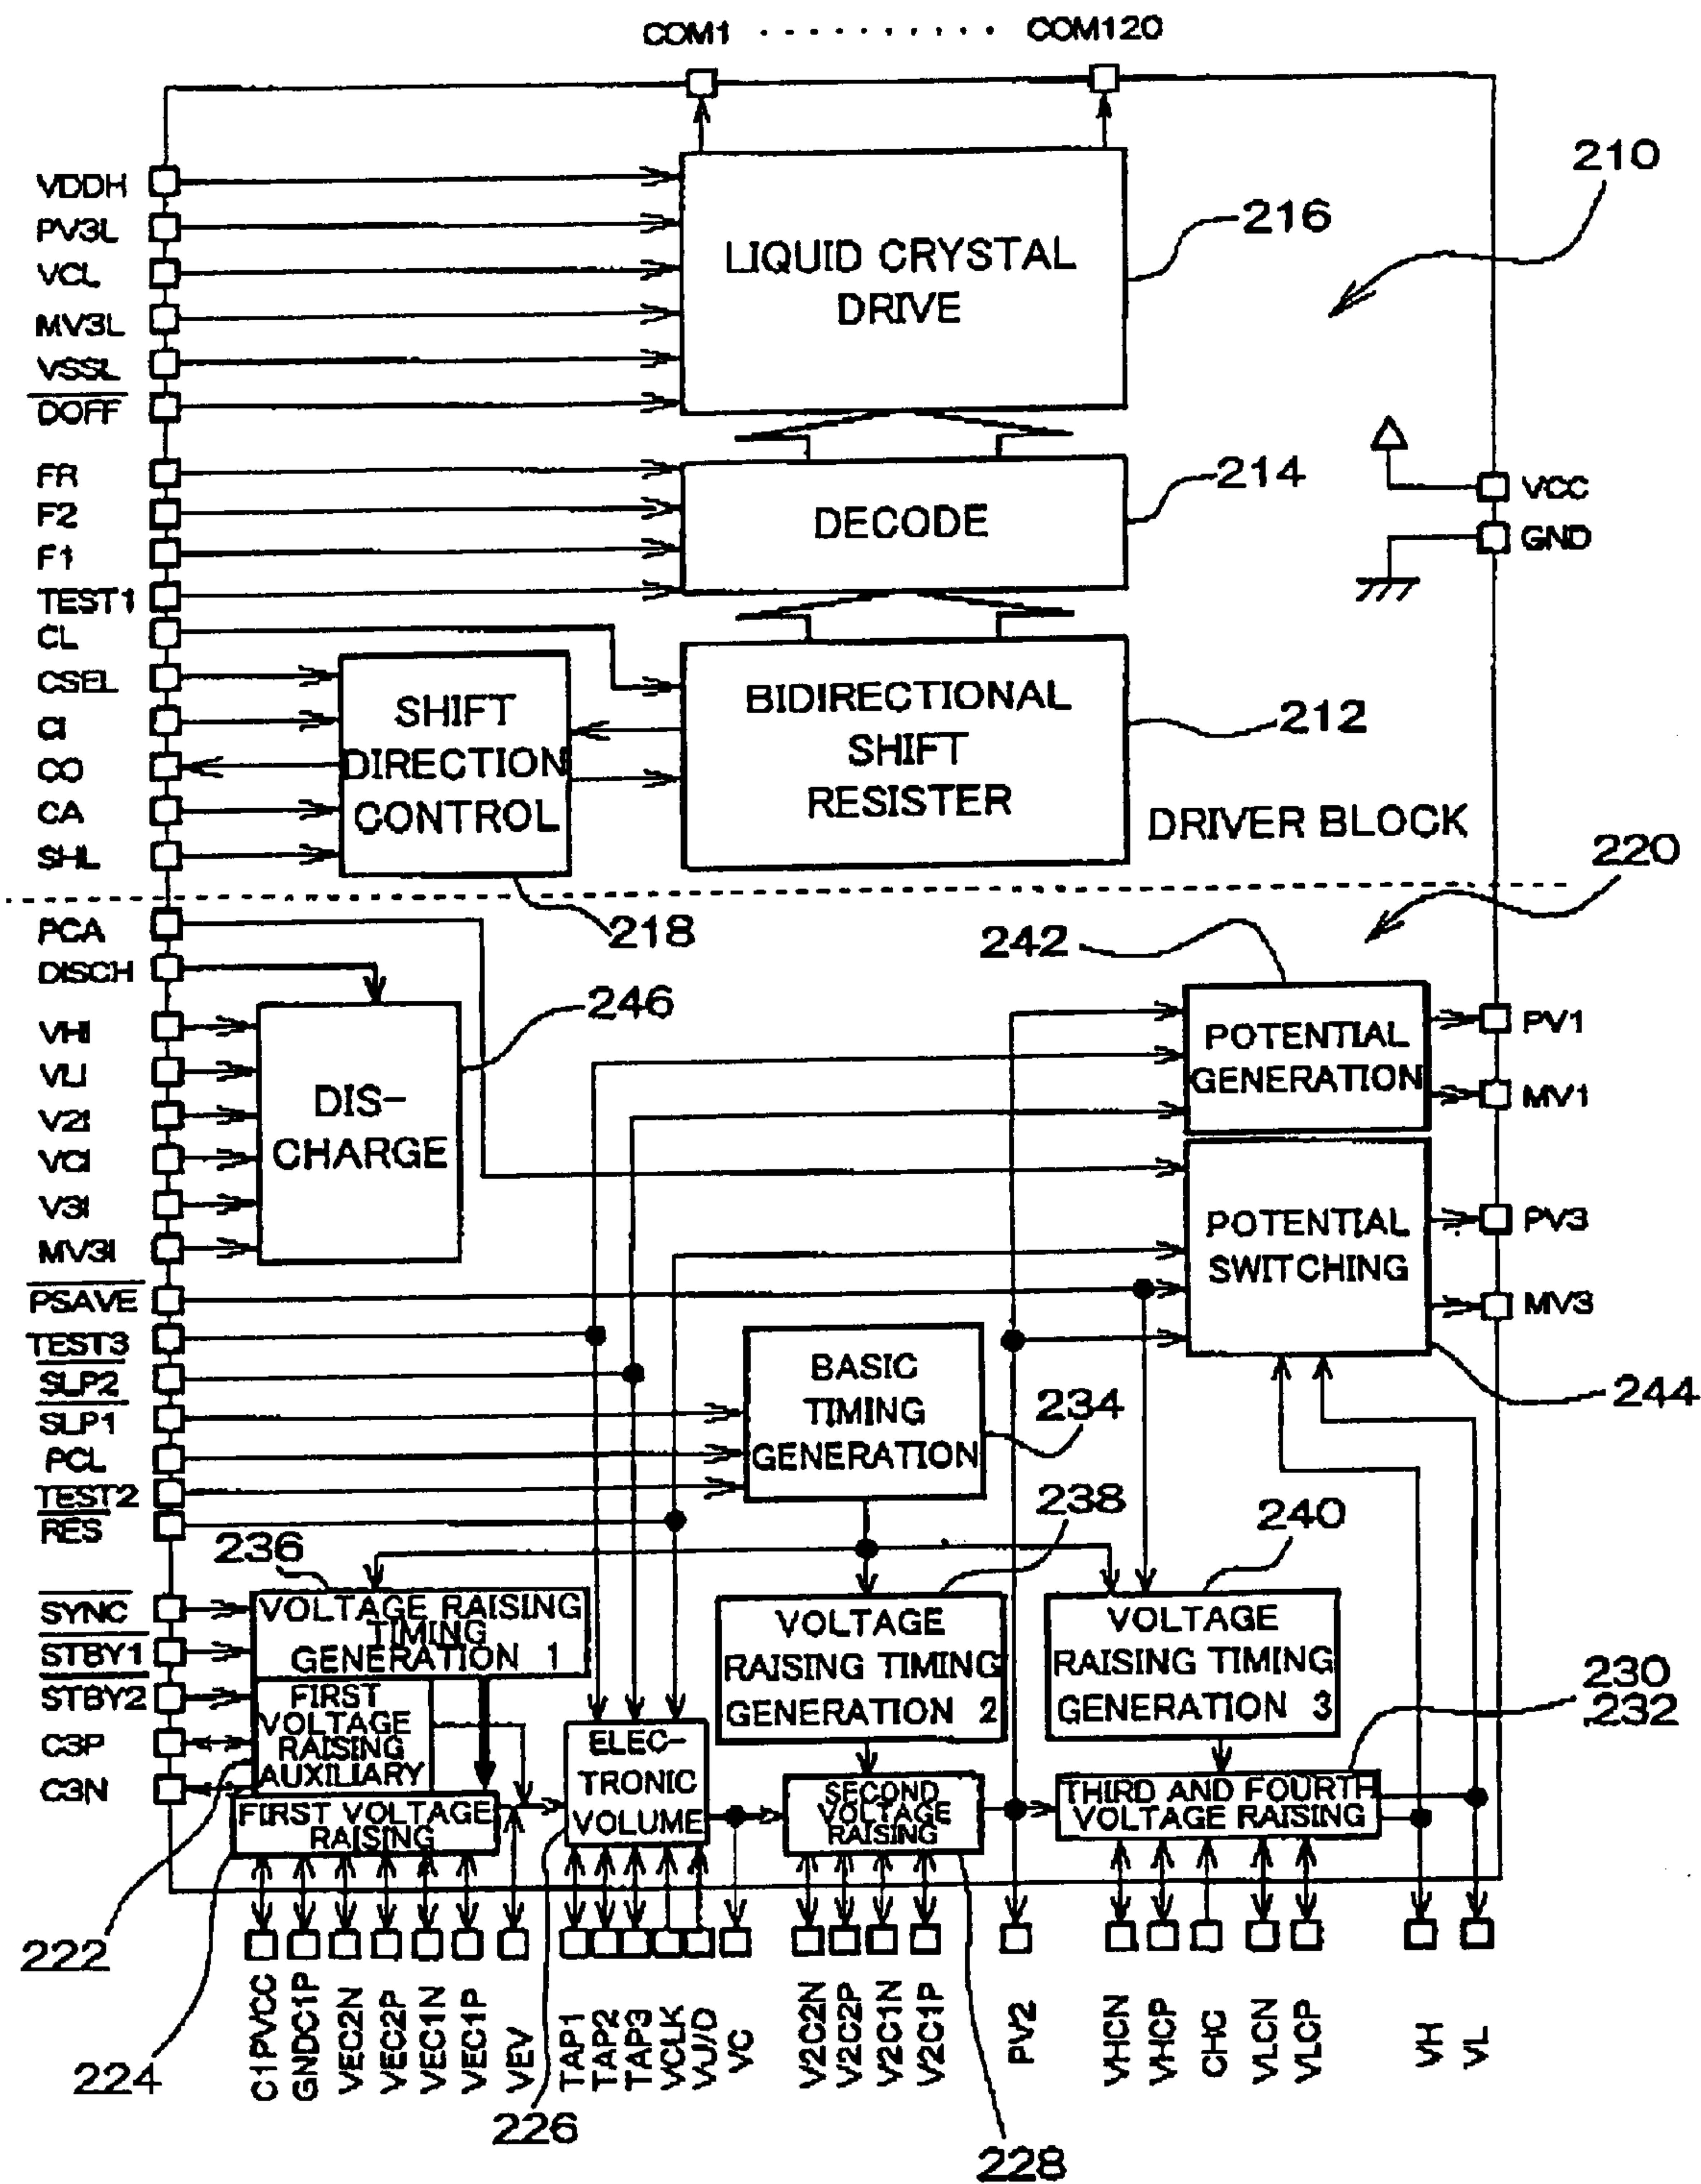 COM1 .......... COM120
210
VDDH
PV3L
VCL
MV3L
VSSL
DOFF
LIQUID CRYSTAL
DRIVE
216
FR
F2
F1
TEST1
DECODE
214
VCC
GND
CL
CSEL
CI
CO
CA
SHL
SHIFT
DIRECTION
CONTROL
218
BIDIRECTIONAL
SHIFT
RESISTER
212
DRIVER BLOCK
220
PCA
DISCH
VHI
VLI
V2I
VCI
V3I
MV3I
DIS-
CHARGE
246
242
POTENTIAL
GENERATION
PV1
MV1
POTENTIAL
SWITCHING
PV3
MV3
244
PSAVE
TEST3
SLP2
SLP1
PCL
TEST2
RES
BASIC
TIMING
GENERATION
234
236
238
240
SYNC
STBY1
STBY2
C3P
C3N
VOLTAGE RAISING
TIMING
GENERATION 1
FIRST
VOLTAGE
RAISING
AUXILIARY
FIRST VOLTAGE
RAISING
ELEC-
TRONIC
VOLUME
VOLTAGE
RAISING TIMING
GENERATION 2
SECOND
VOLTAGE
RAISING
VOLTAGE
RAISING TIMING
GENERATION 3
230
232
THIRD AND FOURTH
VOLTAGE RAISING
222
224
226
228
C1PVCC
GNDC1P
VEC2N
VEC2P
VEC1N
VEC1P
VEV
TAP1
TAP2
TAP3
VCLK
VU/D
VC
V2C2N
V2C2P
V2C1N
V2C1P
PV2
VHCN
VHCP
CHC
VLCN
VLCP
VH
VL